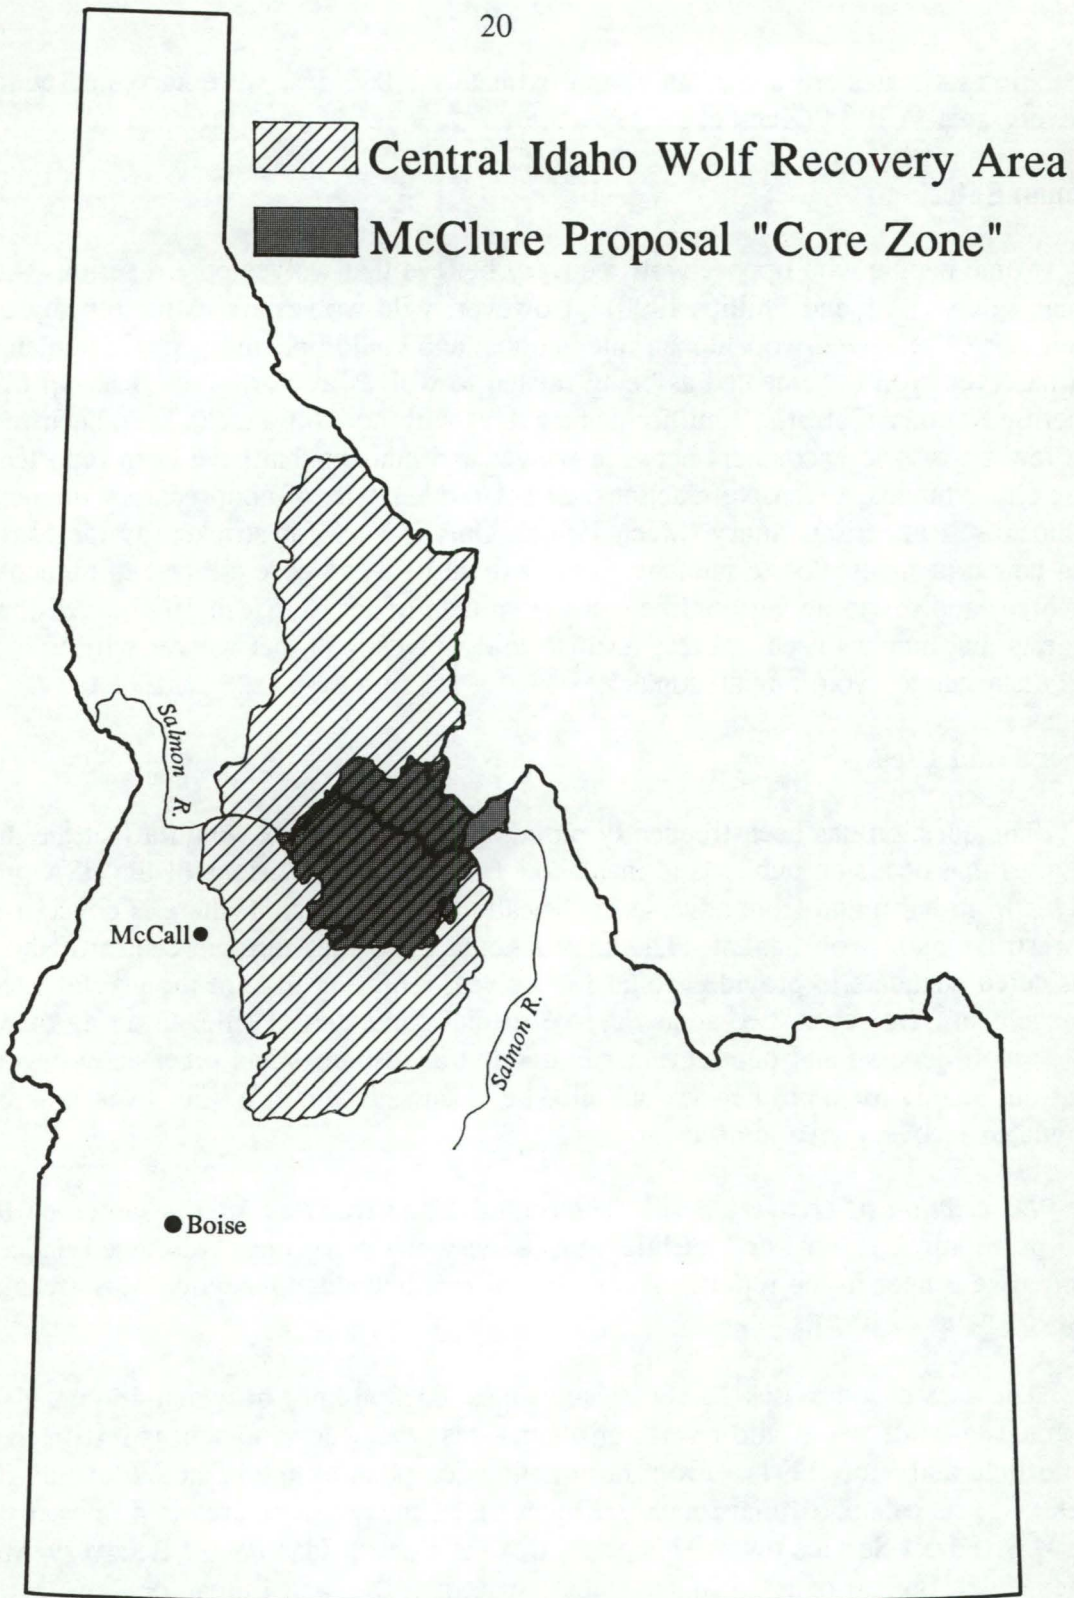 20
Central Idaho Wolf Recovery Area
McClure Proposal "Core Zone"
Salmon R.
McCall
Salmon R.
Boise